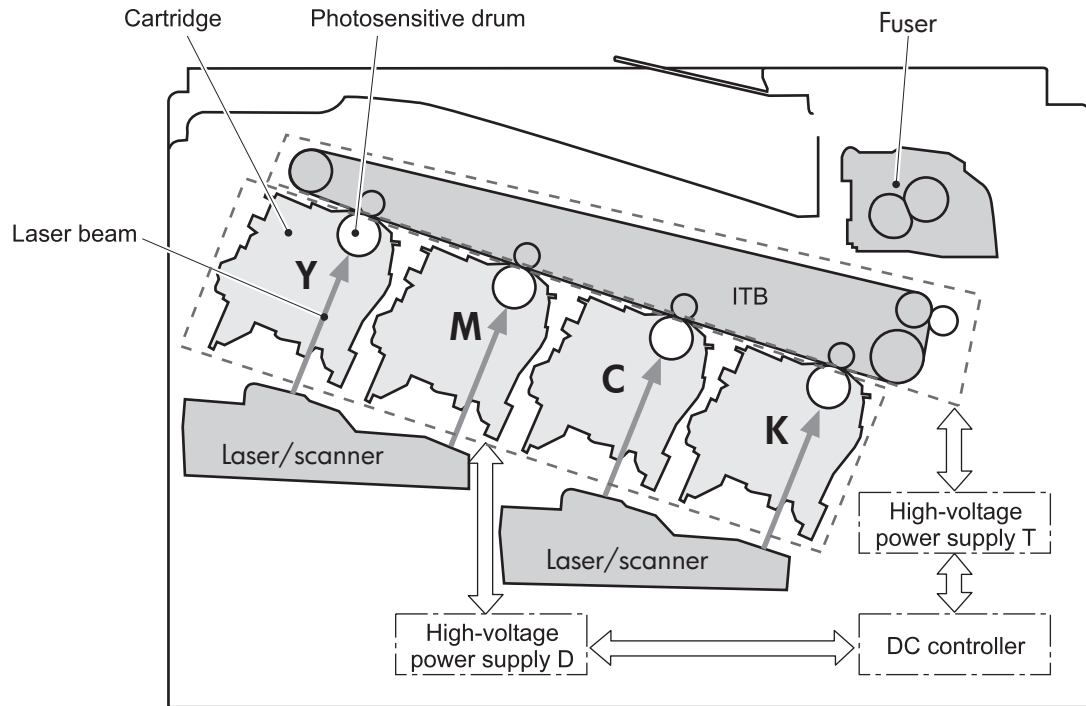 Cartridge
Photosensitive drum
Fuser
Laser beam
Y
M
ITB
C
K
Laser/scanner
High-voltage
power supply T
Laser/scanner
High-voltage
power supply D
DC controller